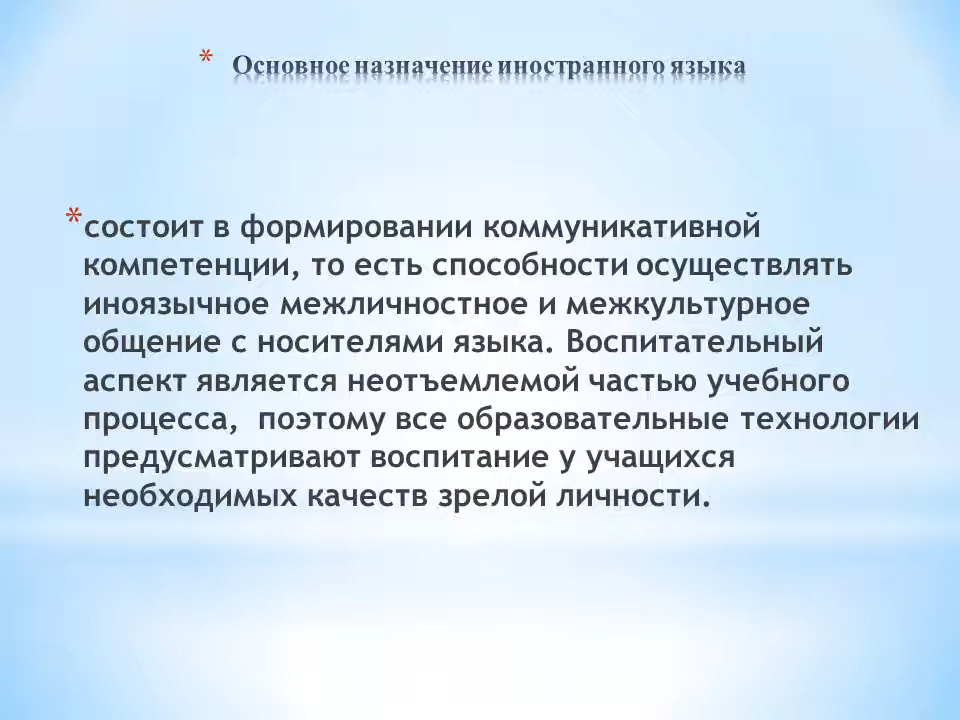 * Основное назначение иностранного языка
*состоит в формировании коммуникативной
компетенции, то есть способности осуществлять
иноязычное межличностное и межкультурное
общение с носителями языка. Воспитательный
аспект является неотъемлемой частью учебного
процесса, поэтому все образовательные технологии
предусматривают воспитание у учащихся
необходимых качеств зрелой личности.